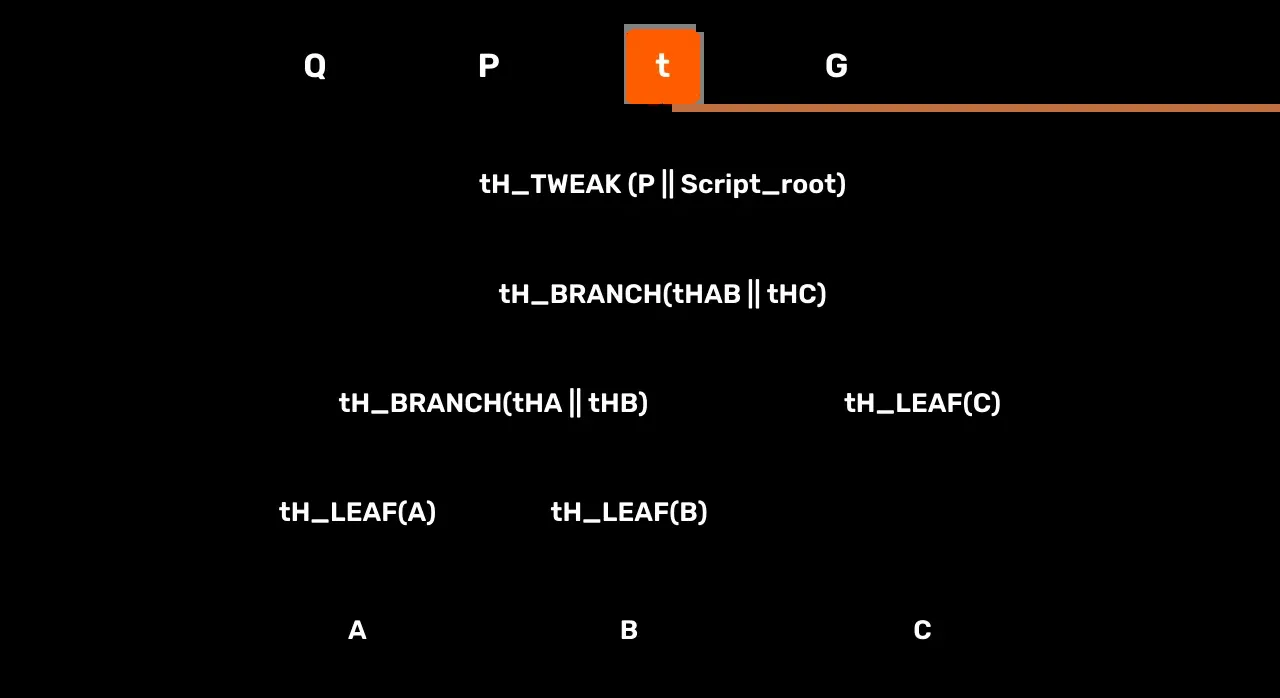 Q P t G
tH_TWEAK (P || Script_root)
tH_BRANCH(tHAB || tHC)
tH_BRANCH(tHA || tHB) tH_LEAF(C)
tH_LEAF(A) tH_LEAF(B)
A B C